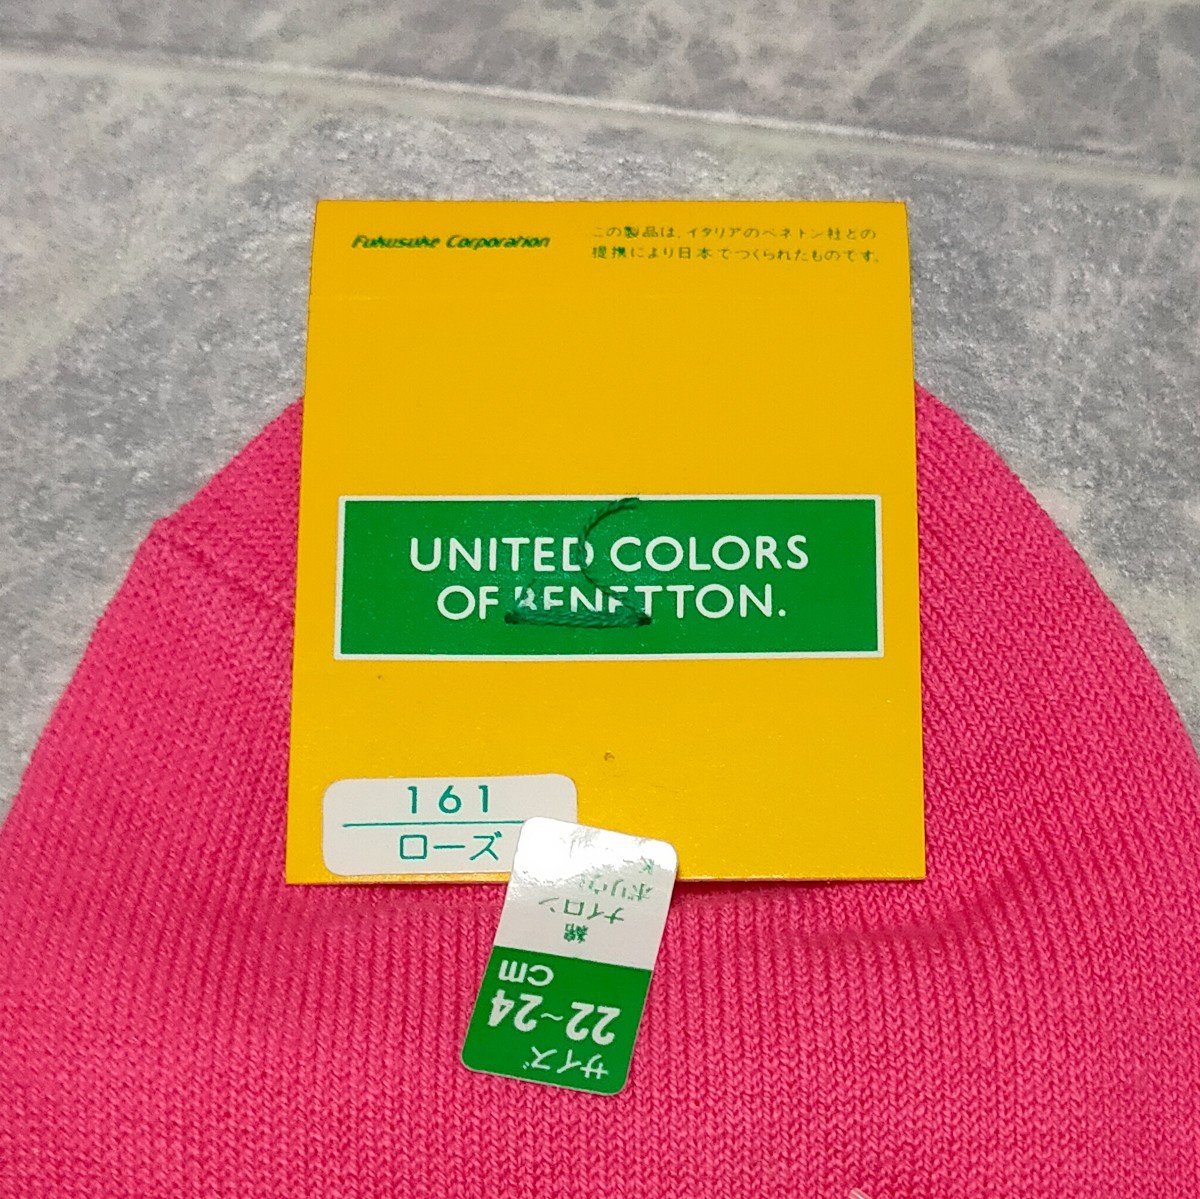 Fukusuke Corporation
この製品は、イタリアのベネトン社との
提携により日本でつくられたものです。
UNITED COLORS
OF BENETTON.
161
ローズ
サイズ
22~24
cm
綿
ナイロン